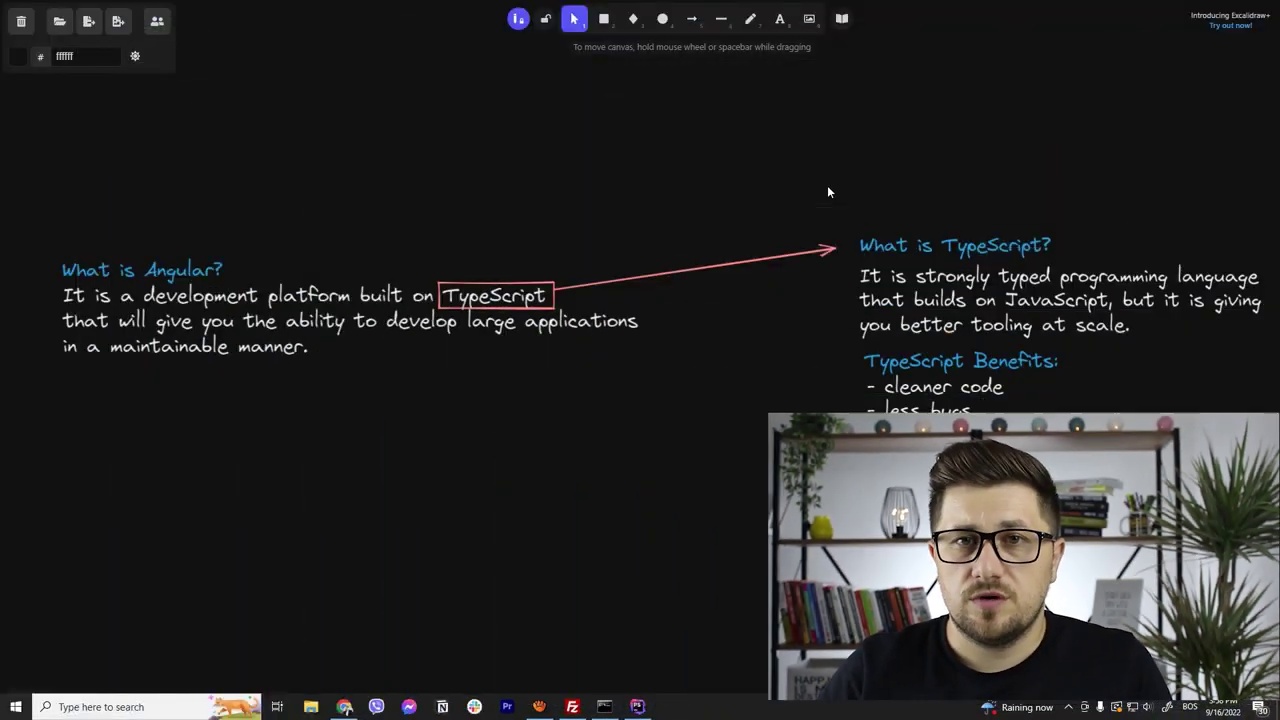 Introducing Excalidraw+
Try out now!
To move canvas, hold mouse wheel or spacebar while dragging
# ffffff
What is Angular?
It is a development platform built on TypeScript
that will give you the ability to develop large applications
in a maintainable manner.
What is TypeScript?
It is strongly typed programming language
that builds on JavaScript, but it is giving
you better tooling at scale.
TypeScript Benefits:
- cleaner code
- less bugs
Type here to search
Raining now
BOS
9/16/2022
30